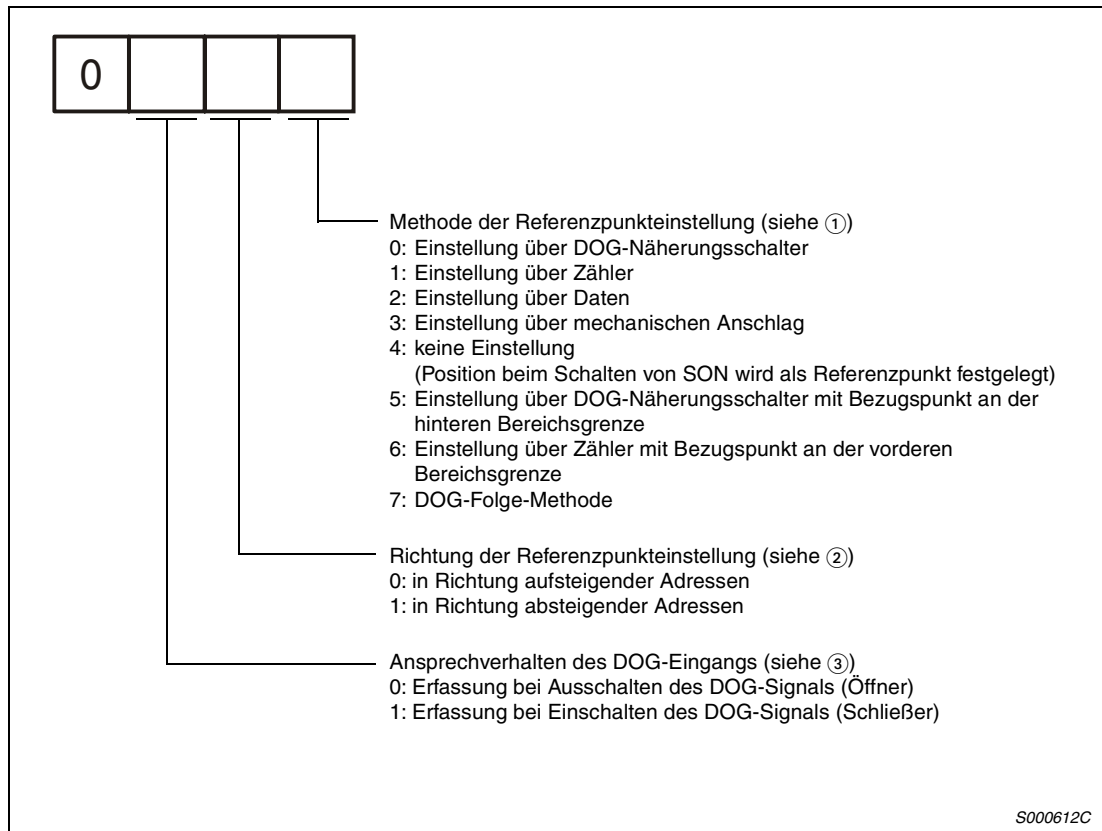 0
Methode der Referenzpunkteinstellung (siehe ①)
0: Einstellung über DOG-Näherungsschalter
1: Einstellung über Zähler
2: Einstellung über Daten
3: Einstellung über mechanischen Anschlag
4: keine Einstellung
(Position beim Schalten von SON wird als Referenzpunkt festgelegt)
5: Einstellung über DOG-Näherungsschalter mit Bezugspunkt an der
hinteren Bereichsgrenze
6: Einstellung über Zähler mit Bezugspunkt an der vorderen
Bereichsgrenze
7: DOG-Folge-Methode
Richtung der Referenzpunkteinstellung (siehe ②)
0: in Richtung aufsteigender Adressen
1: in Richtung absteigender Adressen
Ansprechverhalten des DOG-Eingangs (siehe ③)
0: Erfassung bei Ausschalten des DOG-Signals (Öffner)
1: Erfassung bei Einschalten des DOG-Signals (Schließer)
S000612C